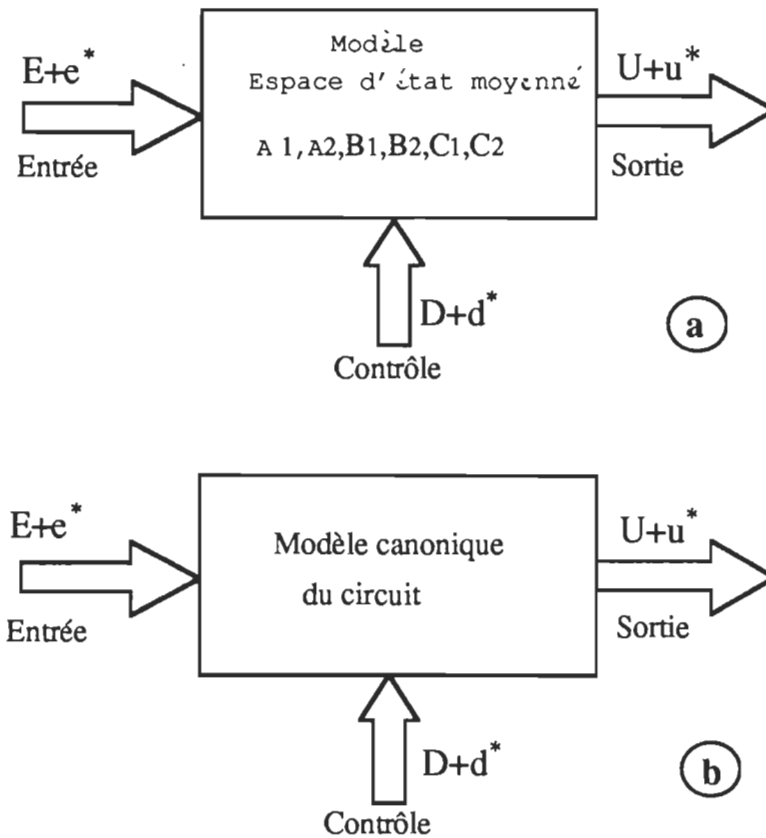 Modèle
E+e*
U+u*
Espace d'état moyenné
A1,A2,B1,B2,C1,C2
Entrée
Sortie
D+d*
a
Contrôle
E+e*
U+u*
Modèle canonique
du circuit
Entrée
Sortie
D+d*
b
Contrôle